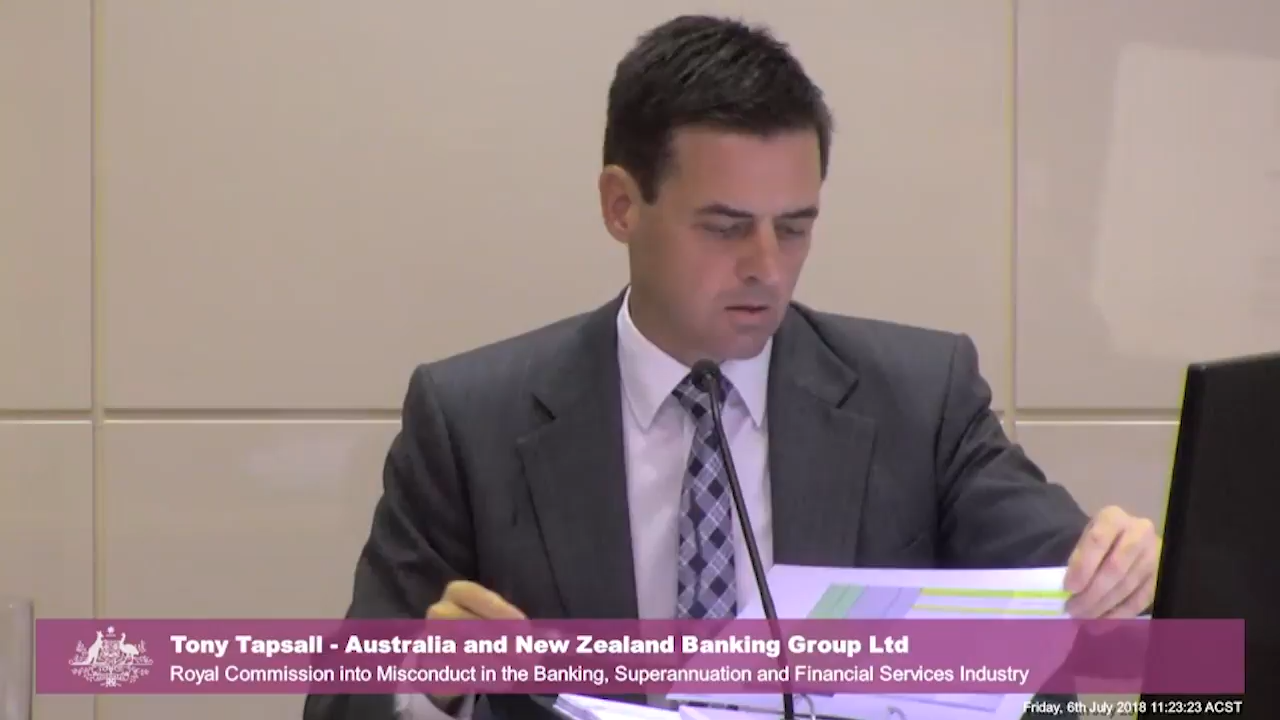 Tony Tapsall - Australia and New Zealand Banking Group Ltd
Royal Commission into Misconduct in the Banking, Superannuation and Financial Services Industry
Friday, 6th July 2018 11:23:23 ACST